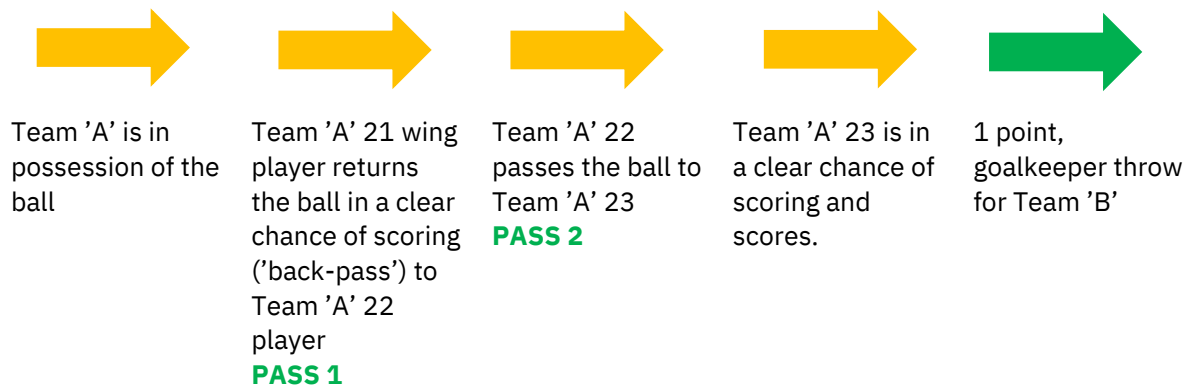 Team ’A’ is in
possession of the
ball
Team ’A’ 21 wing
player returns
the ball in a clear
chance of scoring
(’back-pass’) to
Team ’A’ 22
player
PASS 1
Team ’A’ 22
passes the ball to
Team ’A’ 23
PASS 2
Team ’A’ 23 is in
a clear chance of
scoring and
scores.
1 point,
goalkeeper throw
for Team ’B’